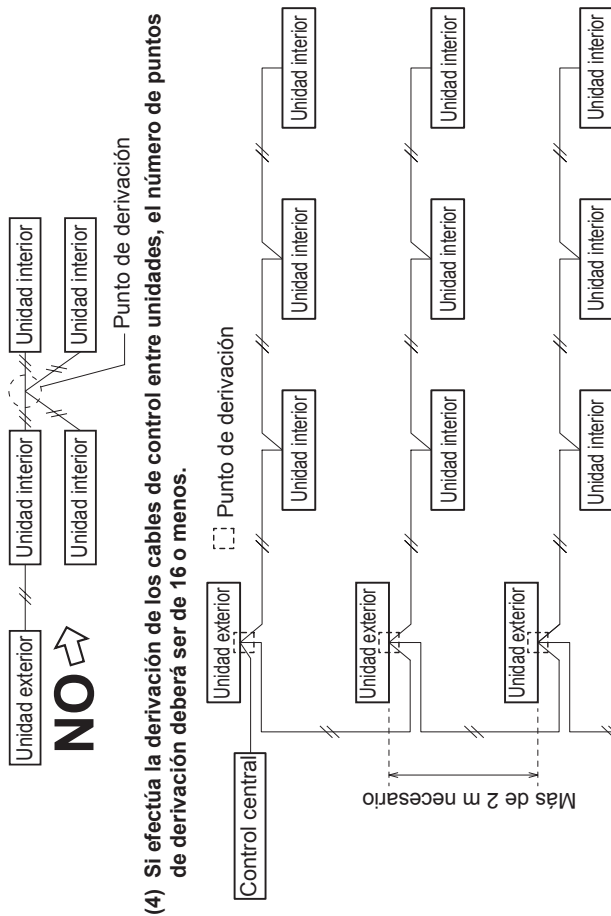 Unidad exterior
Unidad interior
Unidad interior
Unidad interior
Unidad interior
Punto de derivación
NO
(4) Si efectúa la derivación de los cables de control entre unidades, el número de puntos
de derivación deberá ser de 16 o menos.
Punto de derivación
Control central
Unidad exterior
Unidad interior
Unidad interior
Unidad interior
Unidad exterior
Unidad interior
Unidad interior
Unidad interior
Más de 2 m necesario
Unidad exterior
Unidad interior
Unidad interior
Unidad interior